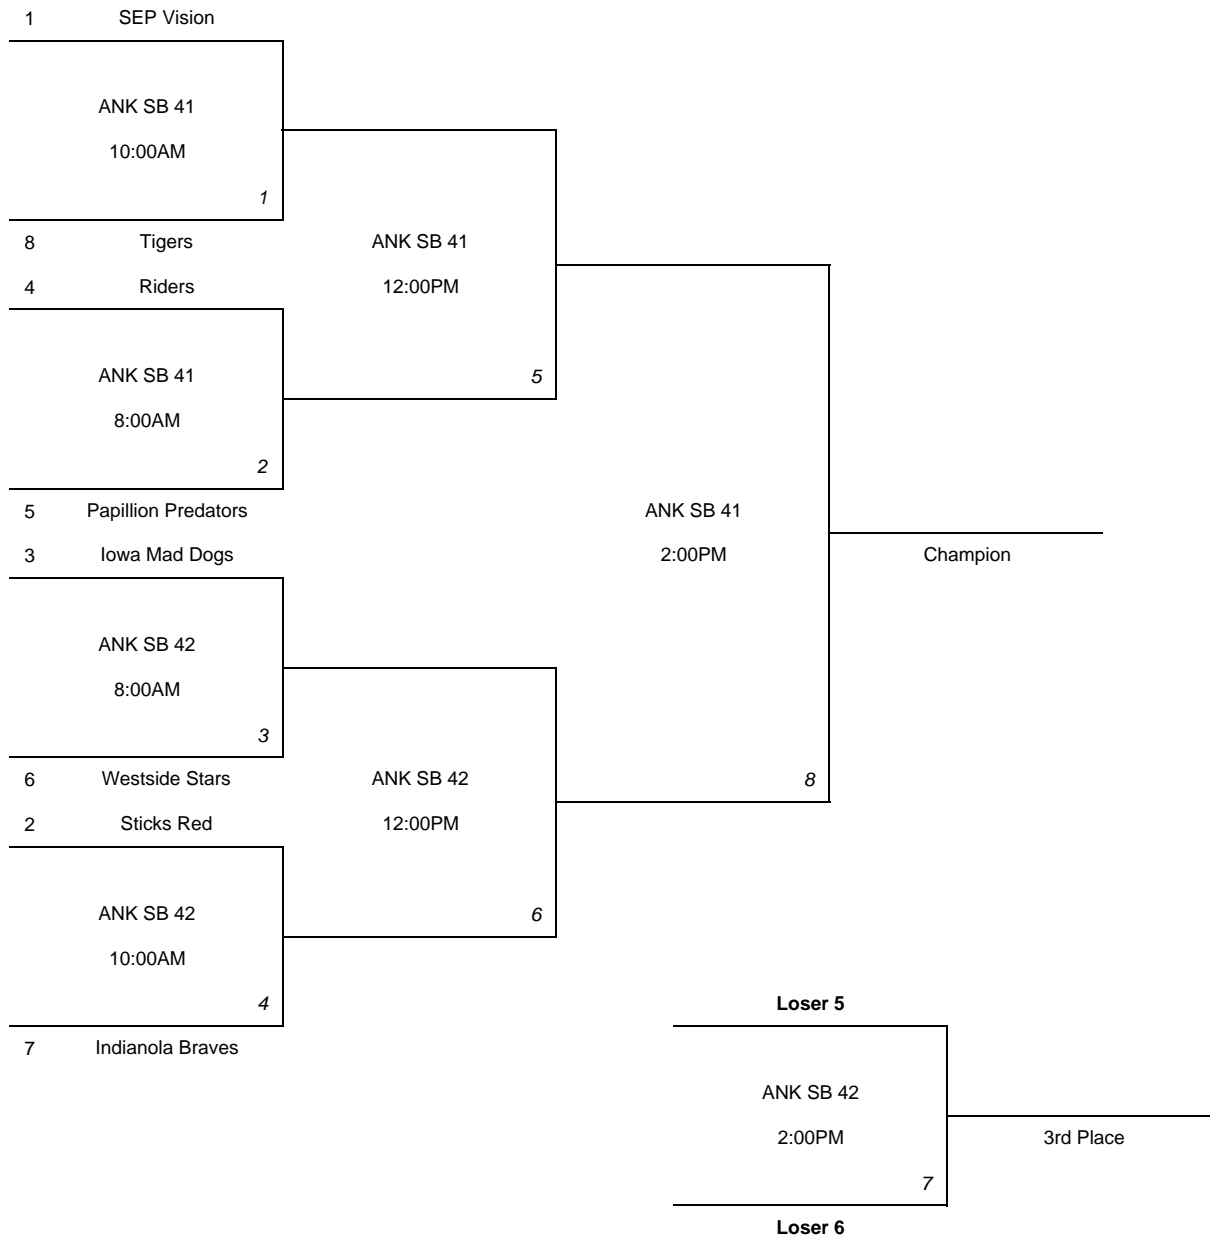 1 SEP Vision
ANK SB 41
10:00AM
1
8 Tigers
ANK SB 41
4 Riders
12:00PM
ANK SB 41
5
8:00AM
2
5 Papillion Predators
ANK SB 41
3 Iowa Mad Dogs
2:00PM
Champion
ANK SB 42
8:00AM
3
6 Westside Stars
ANK SB 42
8
2 Sticks Red
12:00PM
ANK SB 42
6
10:00AM
4
Loser 5
7 Indianola Braves
ANK SB 42
2:00PM
3rd Place
7
Loser 6